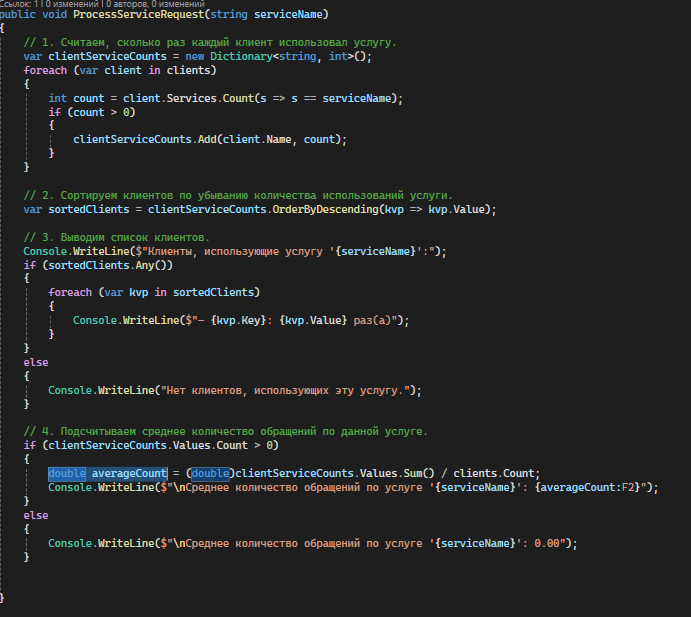 Ссылок: 1 | 0 изменений | 0 авторов, 0 изменений
public void ProcessServiceRequest(string serviceName)
{
// 1. Считаем, сколько раз каждый клиент использовал услугу.
var clientServiceCounts = new Dictionary<string, int>();
foreach (var client in clients)
{
int count = client.Services.Count(s => s == serviceName);
if (count > 0)
{
clientServiceCounts.Add(client.Name, count);
}
}
// 2. Сортируем клиентов по убыванию количества использований услуги.
var sortedClients = clientServiceCounts.OrderByDescending(kvp => kvp.Value);
// 3. Выводим список клиентов.
Console.WriteLine($"Клиенты, использующие услугу '{serviceName}':");
if (sortedClients.Any())
{
foreach (var kvp in sortedClients)
{
Console.WriteLine($"- {kvp.Key}: {kvp.Value} раз(а)");
}
}
else
{
Console.WriteLine("Нет клиентов, использующих эту услугу.");
}
// 4. Подсчитываем среднее количество обращений по данной услуге.
if (clientServiceCounts.Values.Count > 0)
{
double averageCount = (double)clientServiceCounts.Values.Sum() / clients.Count;
Console.WriteLine($"\nСреднее количество обращений по услуге '{serviceName}': {averageCount:F2}");
}
else
{
Console.WriteLine($"\nСреднее количество обращений по услуге '{serviceName}': 0.00");
}
}